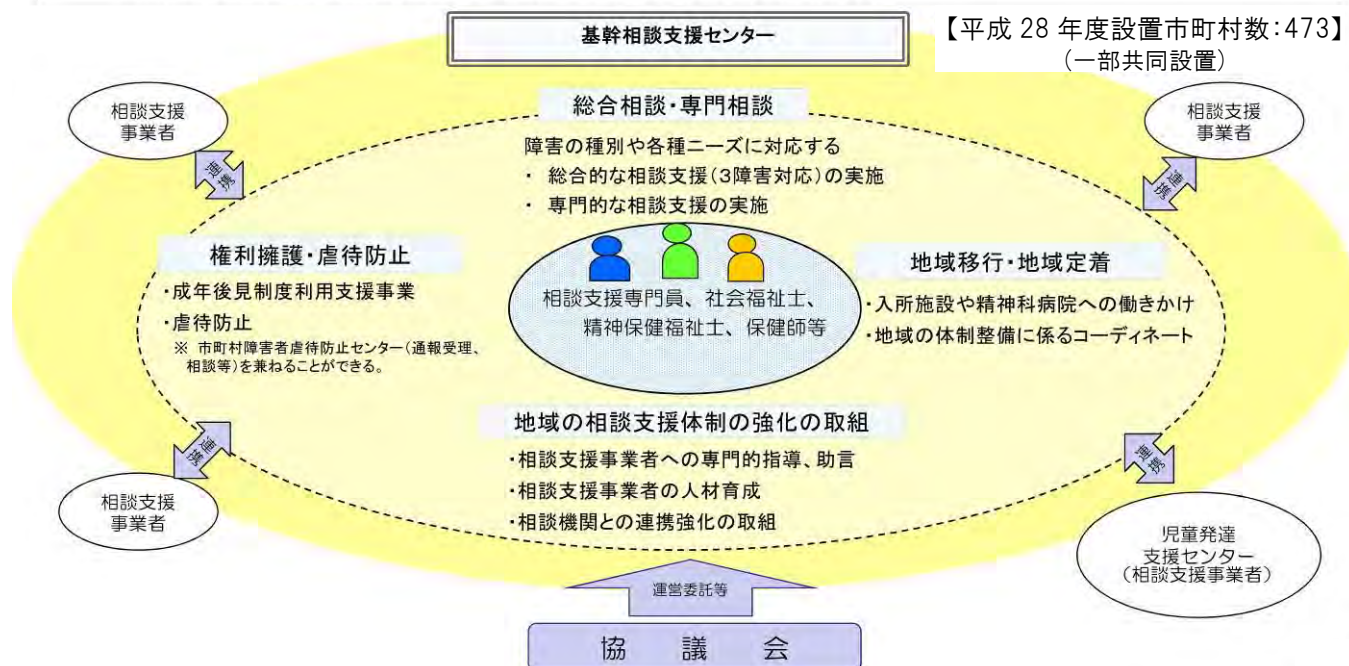 基幹相談支援センター
【平成 28 年度設置市町村数:473】
(一部共同設置)
相談支援
事業者
連携
相談支援
事業者
連携
総合相談・専門相談
障害の種別や各種ニーズに対応する
・ 総合的な相談支援(3障害対応)の実施
・ 専門的な相談支援の実施
権利擁護・虐待防止
・成年後見制度利用支援事業
・虐待防止
※ 市町村障害者虐待防止センター(通報受理、
相談等)を兼ねることができる。
相談支援専門員、社会福祉士、
精神保健福祉士、保健師等
地域移行・地域定着
・入所施設や精神科病院への働きかけ
・地域の体制整備に係るコーディネート
地域の相談支援体制の強化の取組
・相談支援事業者への専門的指導、助言
・相談支援事業者の人材育成
・相談機関との連携強化の取組
連携
相談支援
事業者
連携
児童発達
支援センター
(相談支援事業者)
運営委託等
協 議 会